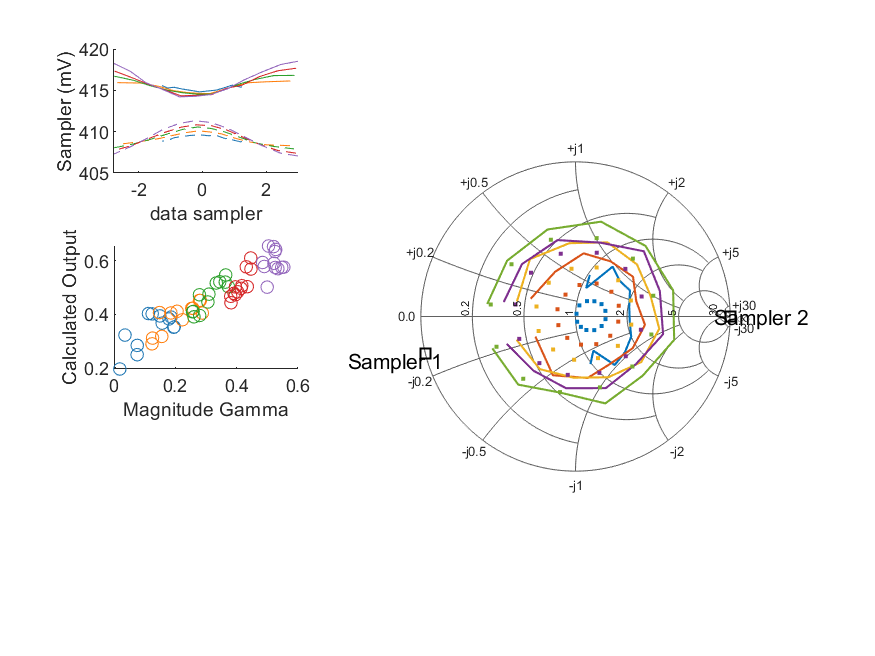 420
415
410
405
Sampler (mV)
-2
0
2
data sampler
0.6
0.4
0.2
Calculated Output
0
0.2
0.4
0.6
Magnitude Gamma
+j1
+j0.5
+j2
+j0.2
+j5
0.0
0.2
0.5
1
2
5
30
+j30
-j30
Sampler 2
Sampler 1
-j0.2
-j5
-j0.5
-j2
-j1